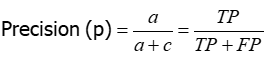 Precision (p) = a / (a + c) = TP / (TP + FP)